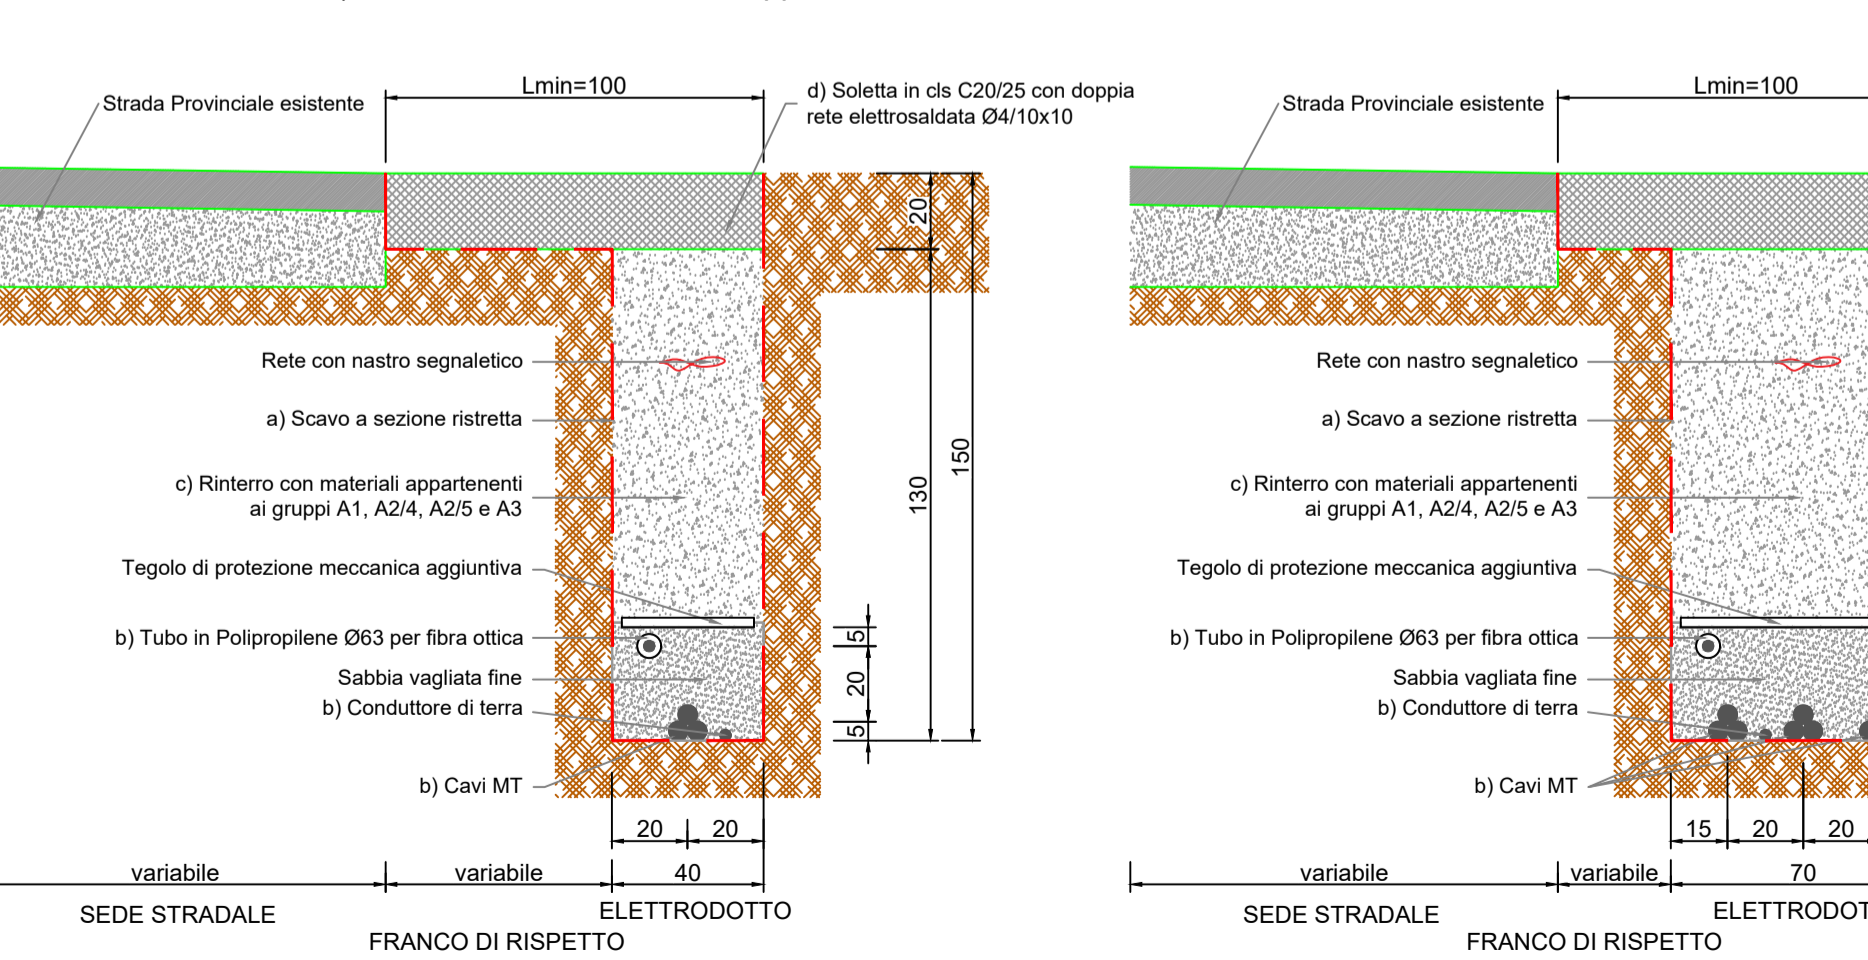 Lmin=100
Strada Provinciale esistente
d) Soletta in cls C20/25 con doppia
rete elettrosaldata Ø4/10x10
20
Rete con nastro segnaletico
a) Scavo a sezione ristretta
150
130
c) Rinterro con materiali appartenenti
ai gruppi A1, A2/4, A2/5 e A3
Tegolo di protezione meccanica aggiuntiva
b) Tubo in Polipropilene Ø63 per fibra ottica
5
Sabbia vagliata fine
20
b) Conduttore di terra
5
b) Cavi MT
20 20
variabile variabile 40
SEDE STRADALE
ELETTRODOTTO
FRANCO DI RISPETTO
Lmin=100
Strada Provinciale esistente
Rete con nastro segnaletico
a) Scavo a sezione ristretta
c) Rinterro con materiali appartenenti
ai gruppi A1, A2/4, A2/5 e A3
Tegolo di protezione meccanica aggiuntiva
b) Tubo in Polipropilene Ø63 per fibra ottica
Sabbia vagliata fine
b) Conduttore di terra
b) Cavi MT
15 20 20
variabile variabile 70
SEDE STRADALE
ELETTRODOT
FRANCO DI RISPETTO